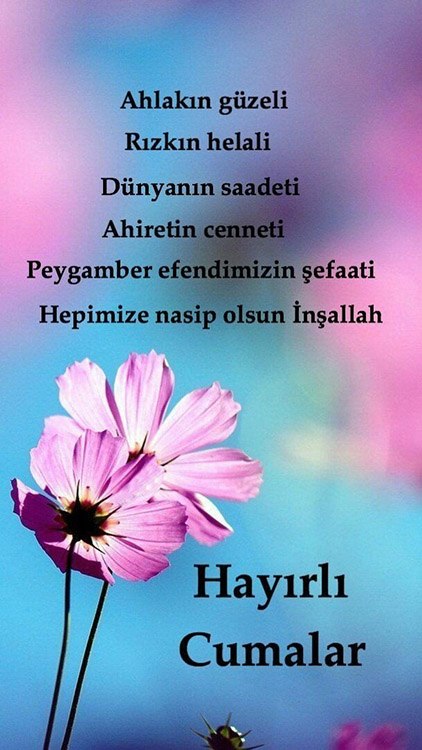 Ahlakın güzeli
Rızkın helali
Dünyanın saadeti
Ahiretin cenneti
Peygamber efendimizin şefaati
Hepimize nasip olsun İnşallah
Hayırlı
Cumalar